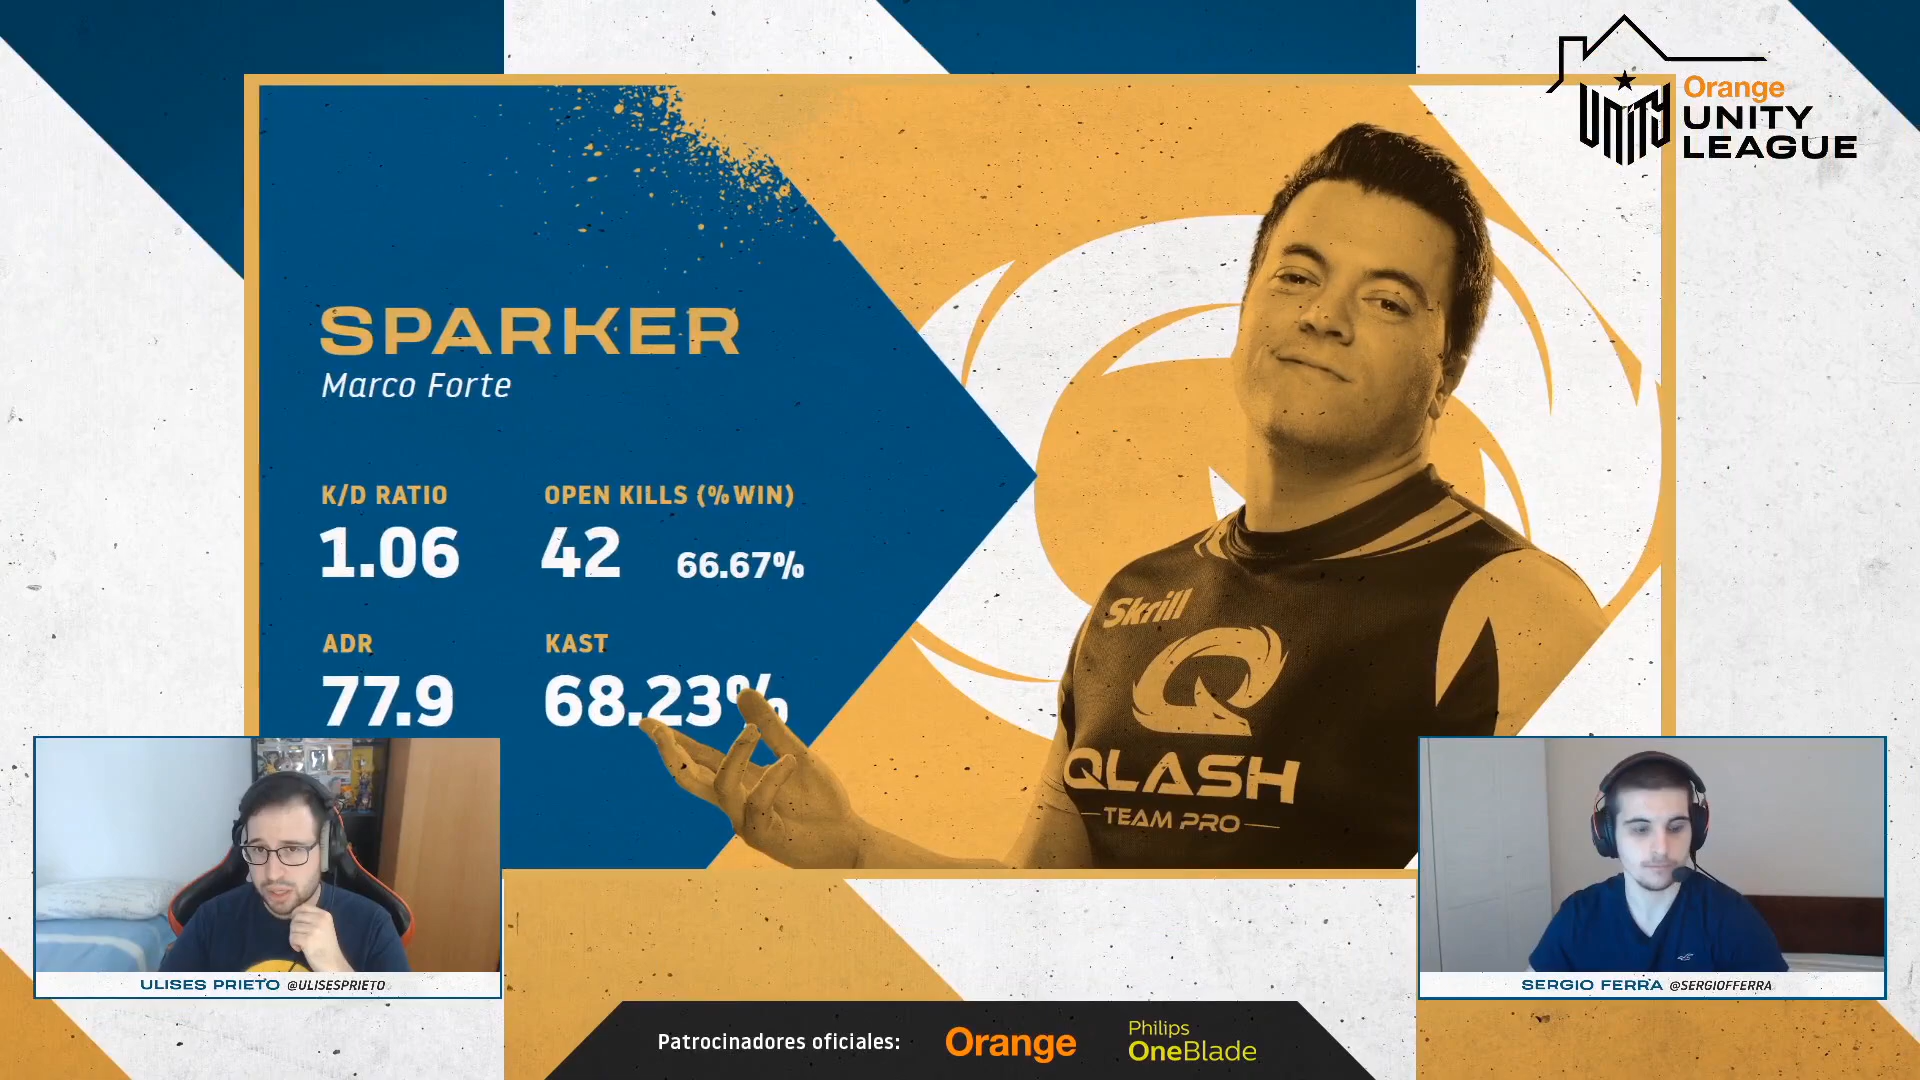 UNITY
Orange
UNITY
LEAGUE
SPARKER
Marco Forte
K/D RATIO
OPEN KILLS (%WIN)
1.06
42
66.67%
ADR
KAST
77.9
68.23%
Skrill
QLASH
TEAM PRO
ULISES PRIETO @ULISESPRIETO
SERGIO FERRA @SERGIOFFERRA
Patrocinadores oficiales:
Orange
Philips
OneBlade